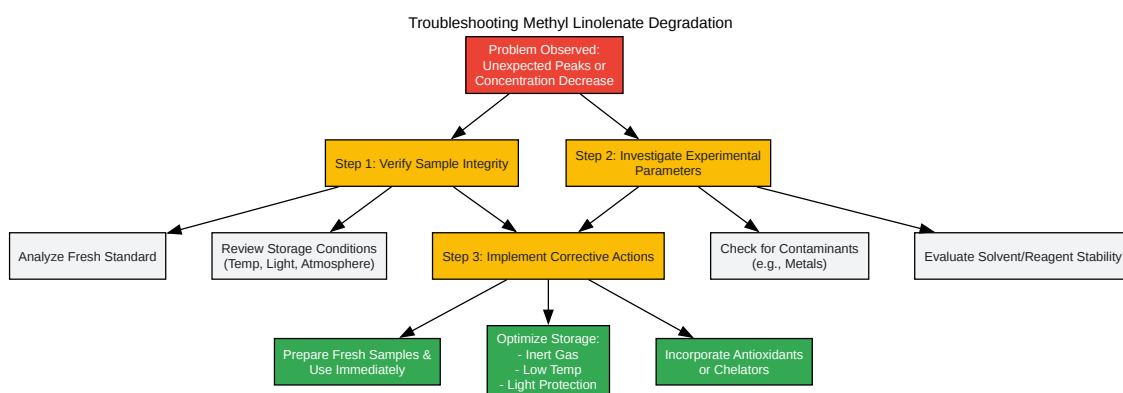 Troubleshooting Methyl Linolenate Degradation
Problem Observed:
Unexpected Peaks or
Concentration Decrease
Step 1: Verify Sample Integrity
Step 2: Investigate Experimental
Parameters
Analyze Fresh Standard
Review Storage Conditions
(Temp, Light, Atmosphere)
Step 3: Implement Corrective Actions
Check for Contaminants
(e.g., Metals)
Evaluate Solvent/Reagent Stability
Prepare Fresh Samples &
Use Immediately
Optimize Storage:
- Inert Gas
- Low Temp
- Light Protection
Incorporate Antioxidants
or Chelators